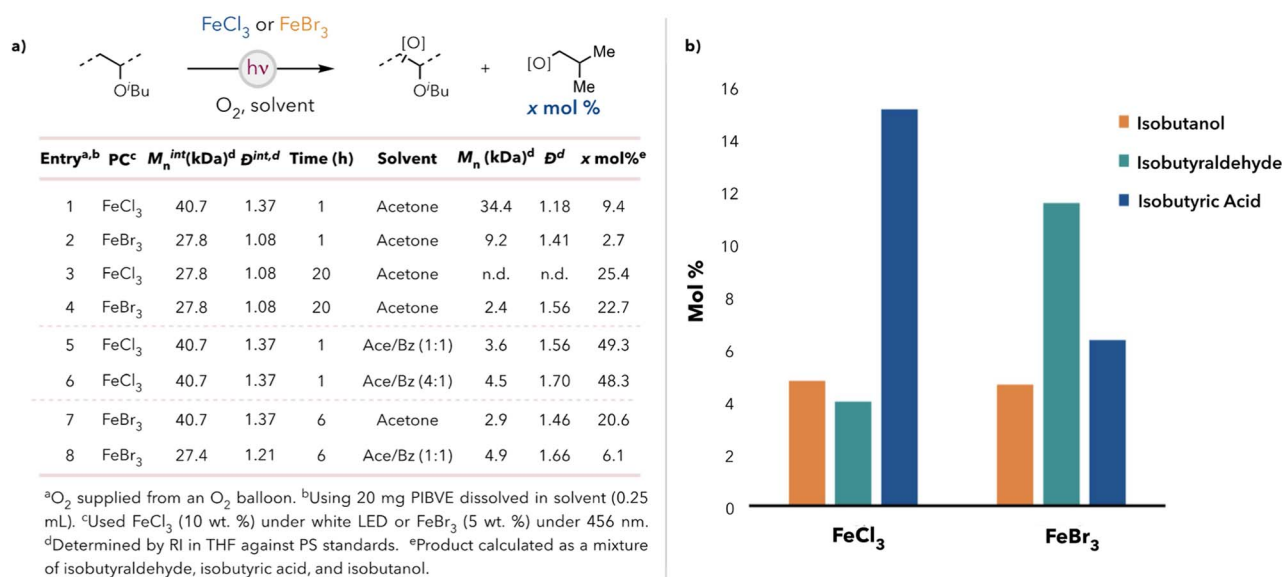 a)
FeCl₃ or FeBr₃
hν
O₂, solvent
OⁱBu
[O]
OⁱBu
+
[O]
Me
Me
x mol %
Entryᵃ,ᵇ PCᶜ Mₙⁱⁿᵗ(kDa)ᵈ Đⁱⁿᵗ,ᵈ Time (h) Solvent Mₙ (kDa)ᵈ Đᵈ x mol%ᵉ
1 FeCl₃ 40.7 1.37 1 Acetone 34.4 1.18 9.4
2 FeBr₃ 27.8 1.08 1 Acetone 9.2 1.41 2.7
3 FeCl₃ 27.8 1.08 20 Acetone n.d. n.d. 25.4
4 FeBr₃ 27.8 1.08 20 Acetone 2.4 1.56 22.7
5 FeCl₃ 40.7 1.37 1 Ace/Bz (1:1) 3.6 1.56 49.3
6 FeCl₃ 40.7 1.37 1 Ace/Bz (4:1) 4.5 1.70 48.3
7 FeBr₃ 40.7 1.37 6 Acetone 2.9 1.46 20.6
8 FeBr₃ 27.4 1.21 6 Ace/Bz (1:1) 4.9 1.66 6.1
ᵃO₂ supplied from an O₂ balloon. ᵇUsing 20 mg PIBVE dissolved in solvent (0.25
mL). ᶜUsed FeCl₃ (10 wt. %) under white LED or FeBr₃ (5 wt. %) under 456 nm.
ᵈDetermined by RI in THF against PS standards. ᵉProduct calculated as a mixture
of isobutyraldehyde, isobutyric acid, and isobutanol.
b)
Mol %
16
14
12
10
8
6
4
2
0
FeCl₃
FeBr₃
Isobutanol
Isobutyraldehyde
Isobutyric Acid